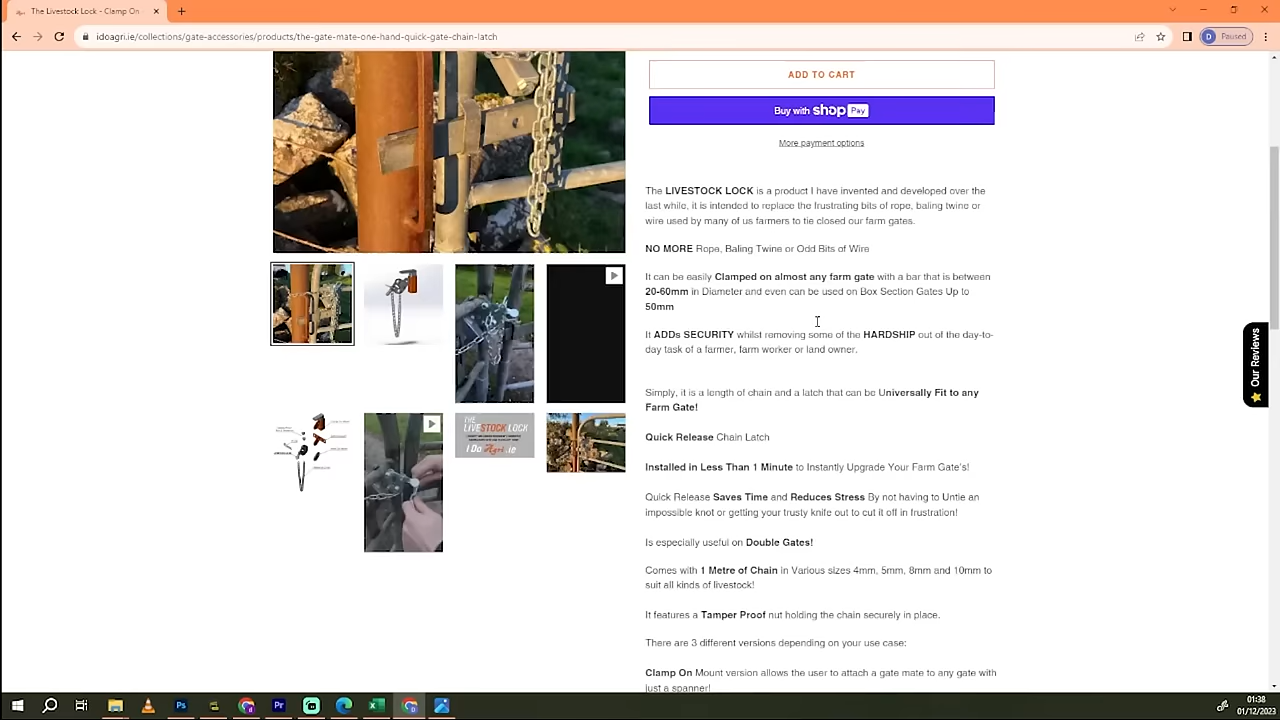 The Livestock Lock - Clamp On
idoagri.ie/collections/gate-accessories/products/the-gate-mate-one-hand-quick-gate-chain-latch
Paused
ADD TO CART
Buy with shop Pay
More payment options
The LIVESTOCK LOCK is a product I have invented and developed over the
last while, it is intended to replace the frustrating bits of rope, baling twine or
wire used by many of us farmers to tie closed our farm gates.
NO MORE Rope, Baling Twine or Odd Bits of Wire
It can be easily Clamped on almost any farm gate with a bar that is between
20-60mm in Diameter and even can be used on Box Section Gates Up to
50mm
It ADDs SECURITY whilst removing some of the HARDSHIP out of the day-to-
day task of a farmer, farm worker or land owner.
Simply, it is a length of chain and a latch that can be Universally Fit to any
Farm Gate!
Quick Release Chain Latch
Installed in Less Than 1 Minute to Instantly Upgrade Your Farm Gate's!
Quick Release Saves Time and Reduces Stress By not having to Untie an
impossible knot or getting your trusty knife out to cut it off in frustration!
Is especially useful on Double Gates!
Comes with 1 Metre of Chain in Various sizes 4mm, 5mm, 8mm and 10mm to
suit all kinds of livestock!
It features a Tamper Proof nut holding the chain securely in place.
There are 3 different versions depending on your use case:
Clamp On Mount version allows the user to attach a gate mate to any gate with
just a spanner!
THE
LIVESTOCK LOCK
I Do Agri.ie
Our Reviews
01:38
01/12/2023